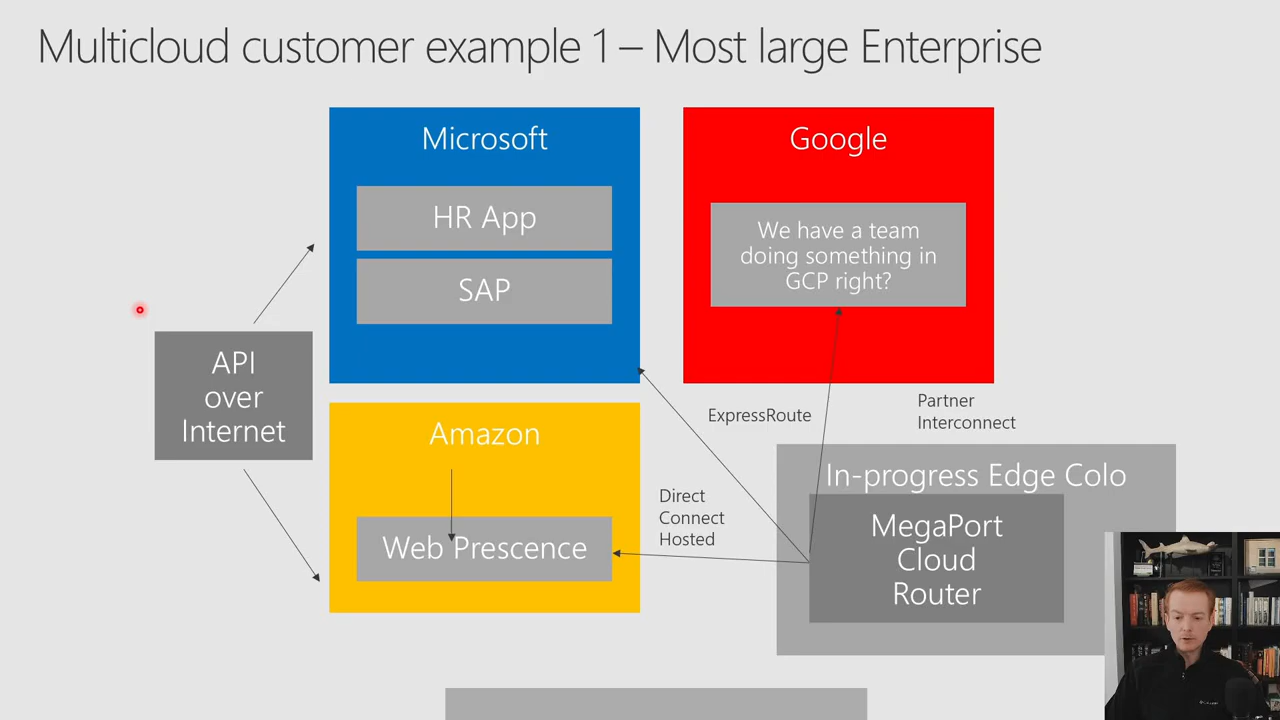 Multicloud customer example 1 – Most large Enterprise
Microsoft
HR App
SAP
Google
We have a team
doing something in
GCP right?
API
over
Internet
Amazon
Web Prescence
ExpressRoute
Partner
Interconnect
Direct
Connect
Hosted
In-progress Edge Colo
MegaPort
Cloud
Router